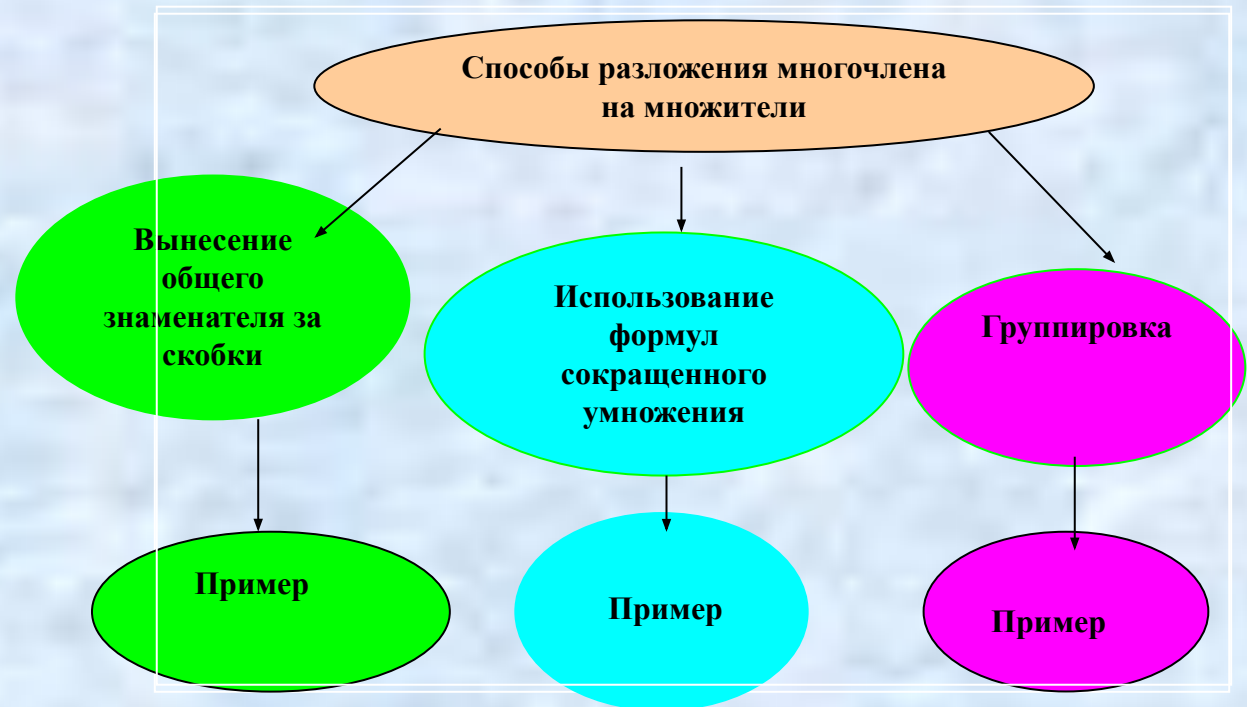 Способы разложения многочлена
на множители
Вынесение
общего
знаменателя за
скобки
Использование
формул
сокращенного
умножения
Группировка
Пример
Пример
Пример